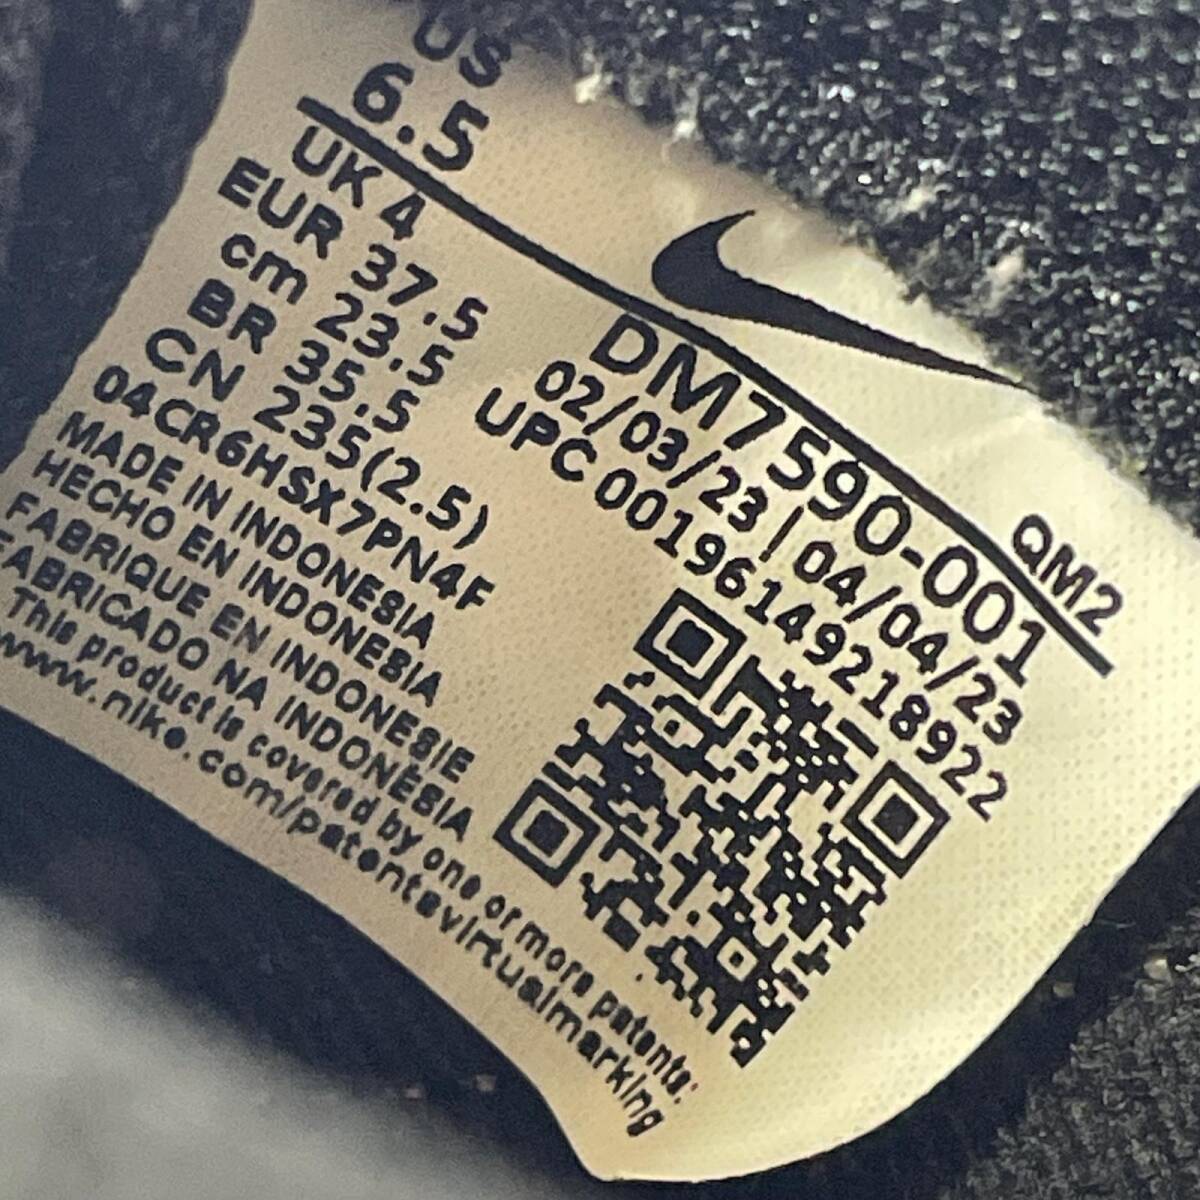 US
6.5
UK 4
EUR 37.5
cm 23.5
BR 35.5
CN 235(2.5)
04CR6HSX7PN4F
MADE IN INDONESIA
HECHO EN INDONESIA
FABRIQUE EN INDONESIE
FABRICADO NA INDONÉSIA
This product is covered by one or more patents:
www.nike.com/patentsvirtualmarking
QM2
DM7590-001
02/03/23 | 04/04/23
UPC 00196149218922